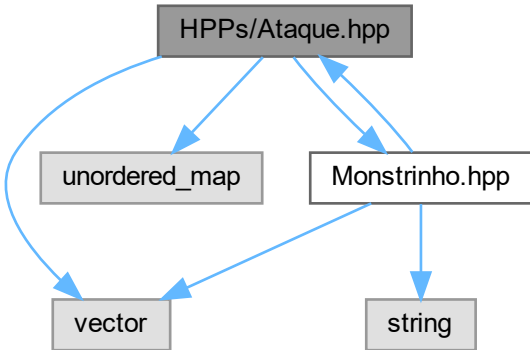 HPPs/Ataque.hpp
unordered_map
Monstrinho.hpp
vector
string